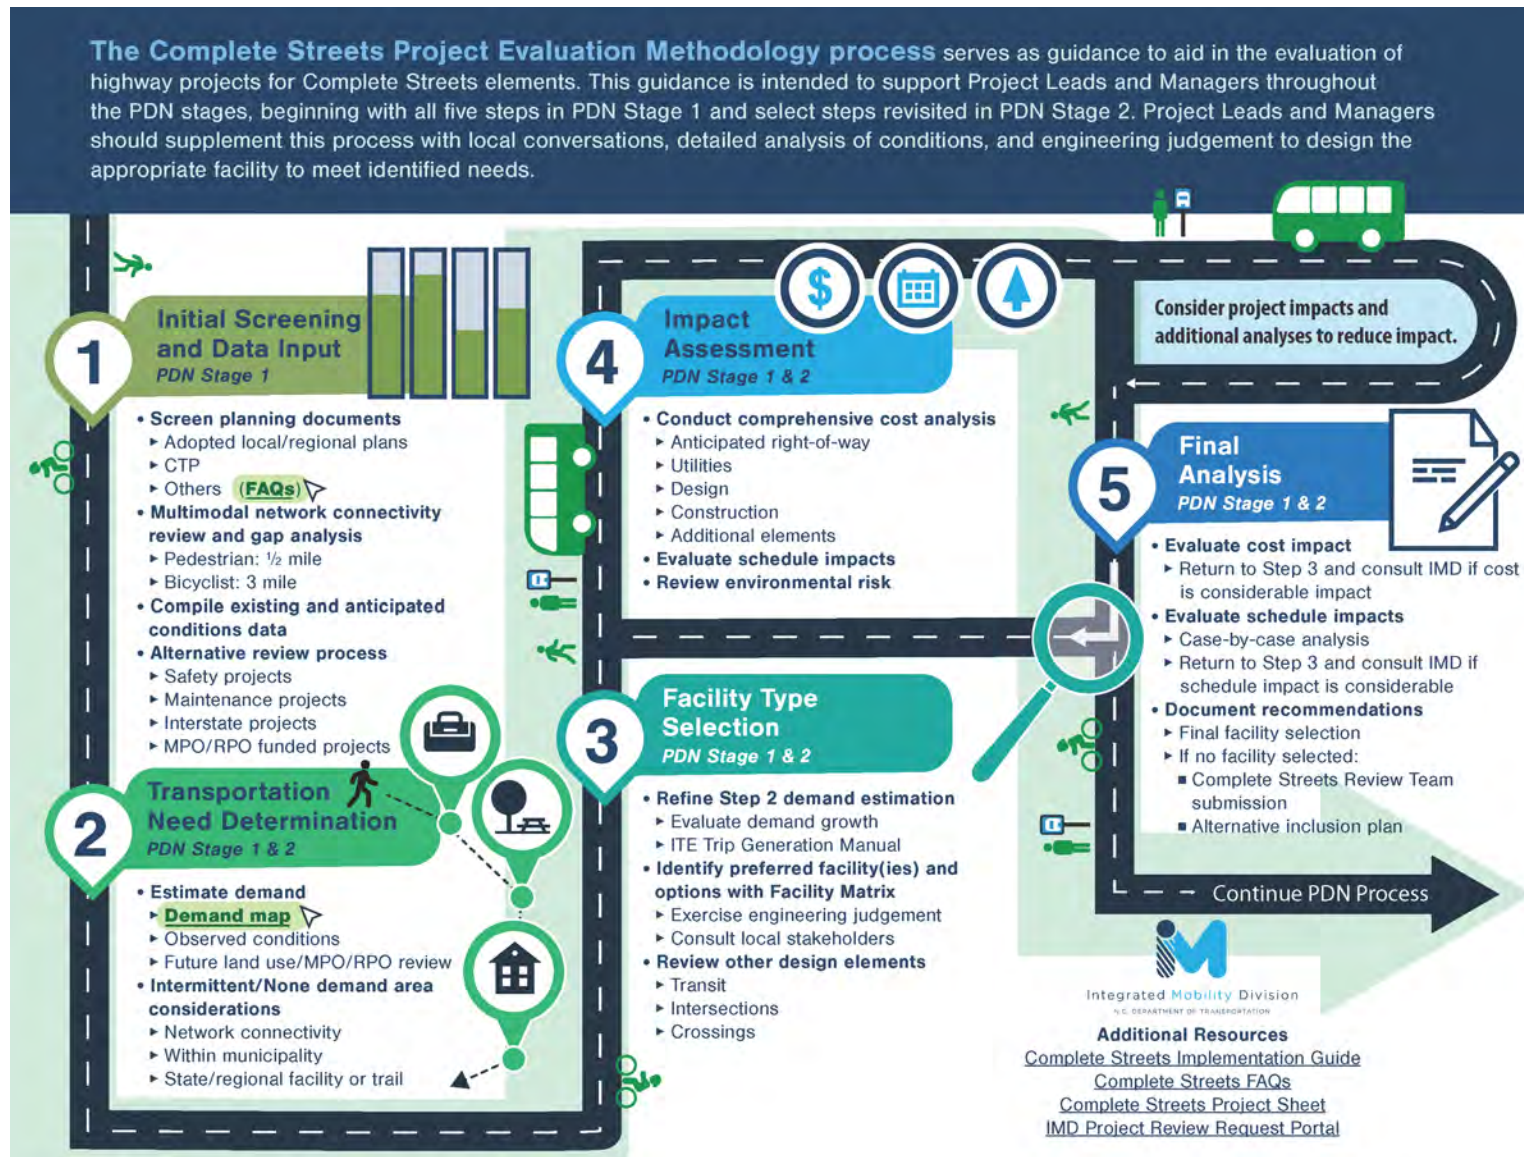 The Complete Streets Project Evaluation Methodology process serves as guidance to aid in the evaluation of
highway projects for Complete Streets elements. This guidance is intended to support Project Leads and Managers throughout
the PDN stages, beginning with all five steps in PDN Stage 1 and select steps revisited in PDN Stage 2. Project Leads and Managers
should supplement this process with local conversations, detailed analysis of conditions, and engineering judgement to design the
appropriate facility to meet identified needs.
1
Initial Screening
and Data Input
PDN Stage 1
• Screen planning documents
▸ Adopted local/regional plans
▸ CTP
▸ Others (FAQs)
• Multimodal network connectivity
review and gap analysis
▸ Pedestrian: ½ mile
▸ Bicyclist: 3 mile
• Compile existing and anticipated
conditions data
• Alternative review process
▸ Safety projects
▸ Maintenance projects
▸ Interstate projects
▸ MPO/RPO funded projects
2
Transportation
Need Determination
PDN Stage 1 & 2
• Estimate demand
▸ Demand map
▸ Observed conditions
▸ Future land use/MPO/RPO review
• Intermittent/None demand area
considerations
▸ Network connectivity
▸ Within municipality
▸ State/regional facility or trail
3
Facility Type
Selection
PDN Stage 1 & 2
• Refine Step 2 demand estimation
▸ Evaluate demand growth
▸ ITE Trip Generation Manual
• Identify preferred facility(ies) and
options with Facility Matrix
▸ Exercise engineering judgement
▸ Consult local stakeholders
• Review other design elements
▸ Transit
▸ Intersections
▸ Crossings
4
Impact
Assessment
PDN Stage 1 & 2
$
• Conduct comprehensive cost analysis
▸ Anticipated right-of-way
▸ Utilities
▸ Design
▸ Construction
▸ Additional elements
• Evaluate schedule impacts
• Review environmental risk
Consider project impacts and
additional analyses to reduce impact.
5
Final
Analysis
PDN Stage 1 & 2
• Evaluate cost impact
▸ Return to Step 3 and consult IMD if cost
is considerable impact
• Evaluate schedule impacts
▸ Case-by-case analysis
▸ Return to Step 3 and consult IMD if
schedule impact is considerable
• Document recommendations
▸ Final facility selection
▸ If no facility selected:
■ Complete Streets Review Team
submission
■ Alternative inclusion plan
Continue PDN Process
iM
Integrated Mobility Division
N.C. DEPARTMENT OF TRANSPORTATION
Additional Resources
Complete Streets Implementation Guide
Complete Streets FAQs
Complete Streets Project Sheet
IMD Project Review Request Portal